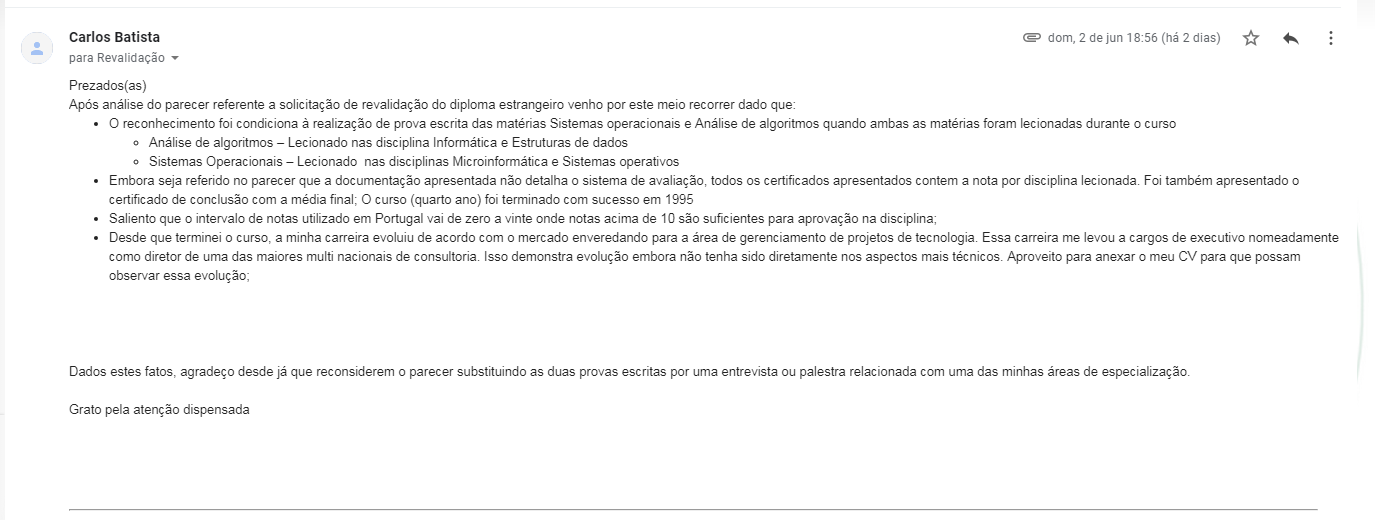 Carlos Batista
dom, 2 de jun 18:56 (há 2 dias)
para Revalidação
Prezados(as)
Após análise do parecer referente a solicitação de revalidação do diploma estrangeiro venho por este meio recorrer dado que:
• O reconhecimento foi condiciona à realização de prova escrita das matérias Sistemas operacionais e Análise de algoritmos quando ambas as matérias foram lecionadas durante o curso
◦ Análise de algoritmos – Lecionado nas disciplina Informática e Estruturas de dados
◦ Sistemas Operacionais – Lecionado  nas disciplinas Microinformática e Sistemas operativos
• Embora seja referido no parecer que a documentação apresentada não detalha o sistema de avaliação, todos os certificados apresentados contem a nota por disciplina lecionada. Foi também apresentado o
certificado de conclusão com a média final; O curso (quarto ano) foi terminado com sucesso em 1995
• Saliento que o intervalo de notas utilizado em Portugal vai de zero a vinte onde notas acima de 10 são suficientes para aprovação na disciplina;
• Desde que terminei o curso, a minha carreira evoluiu de acordo com o mercado enveredando para a área de gerenciamento de projetos de tecnologia. Essa carreira me levou a cargos de executivo nomeadamente
como diretor de uma das maiores multi nacionais de consultoria. Isso demonstra evolução embora não tenha sido diretamente nos aspectos mais técnicos. Aproveito para anexar o meu CV para que possam
observar essa evolução;
Dados estes fatos, agradeço desde já que reconsiderem o parecer substituindo as duas provas escritas por uma entrevista ou palestra relacionada com uma das minhas áreas de especialização.
Grato pela atenção dispensada